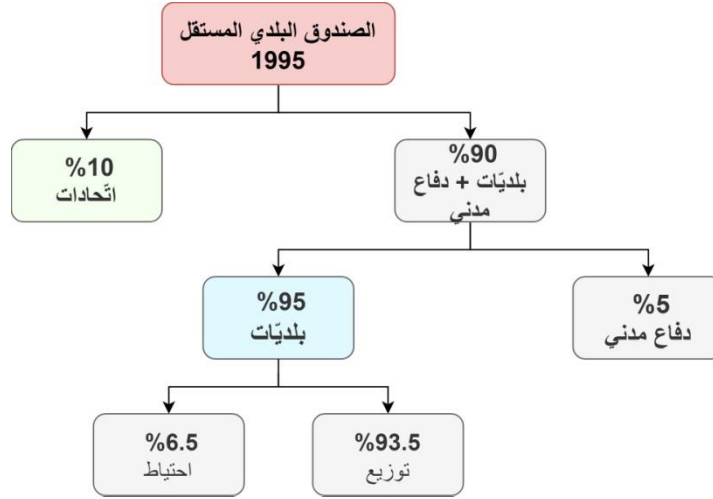 الصندوق البلدي المستقل
1995
%90
بلديّات + دفاع
مدني
%10
اتّحادات
%5
دفاع مدني
%95
بلديّات
%93.5
توزيع
%6.5
احتياط